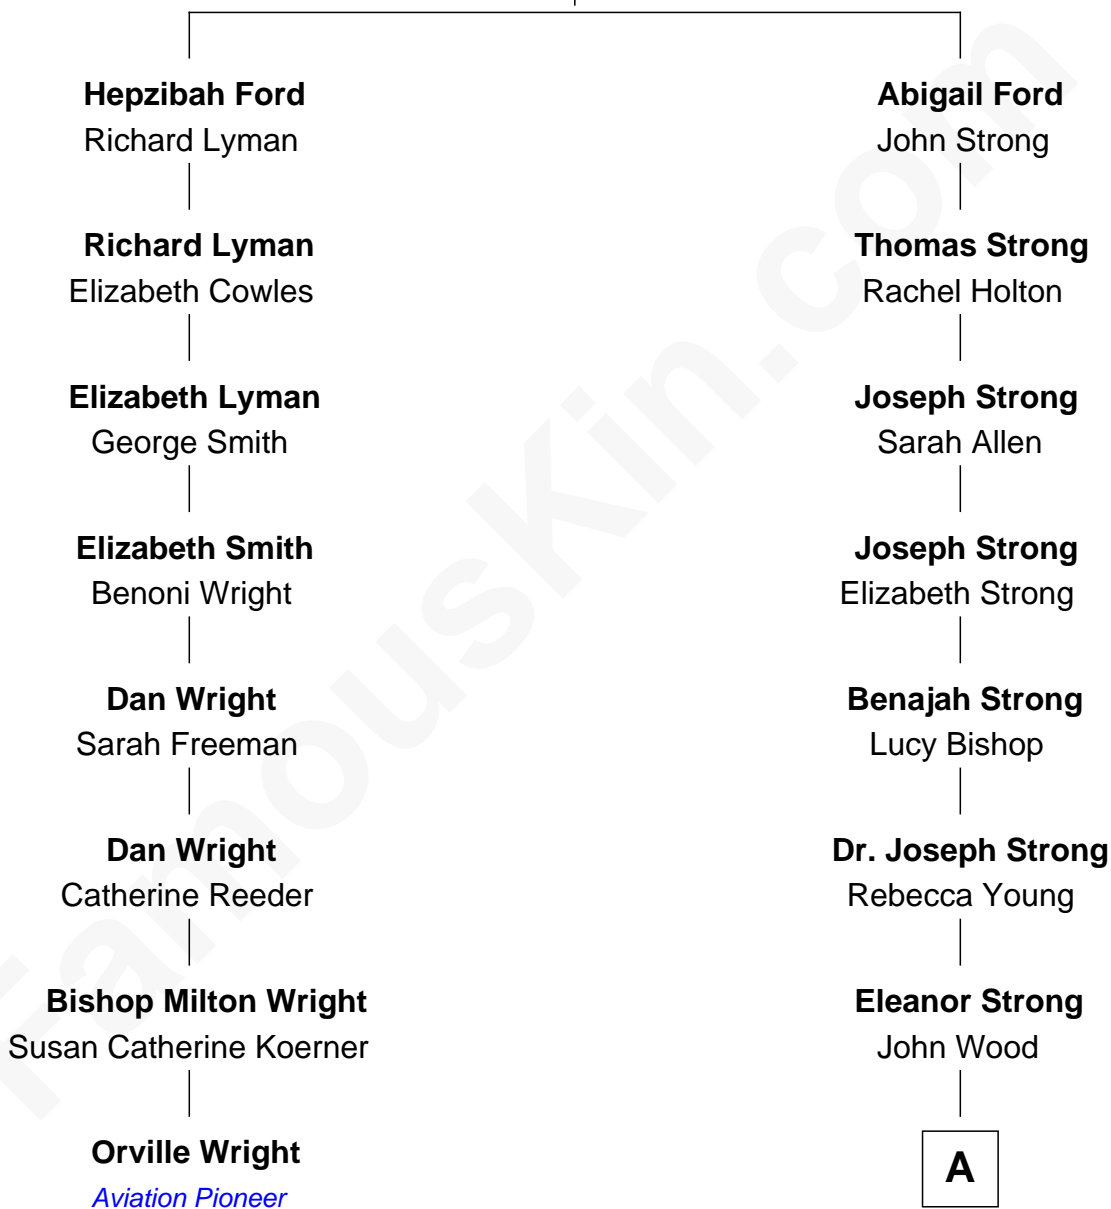 Hepzibah Ford
Richard Lyman
Abigail Ford
John Strong
Richard Lyman
Elizabeth Cowles
Thomas Strong
Rachel Holton
Elizabeth Lyman
George Smith
Joseph Strong
Sarah Allen
Elizabeth Smith
Benoni Wright
Joseph Strong
Elizabeth Strong
Dan Wright
Sarah Freeman
Benajah Strong
Lucy Bishop
Dan Wright
Catherine Reeder
Dr. Joseph Strong
Rebecca Young
Bishop Milton Wright
Susan Catherine Koerner
Eleanor Strong
John Wood
Orville Wright
Aviation Pioneer
A
FamousKin.com